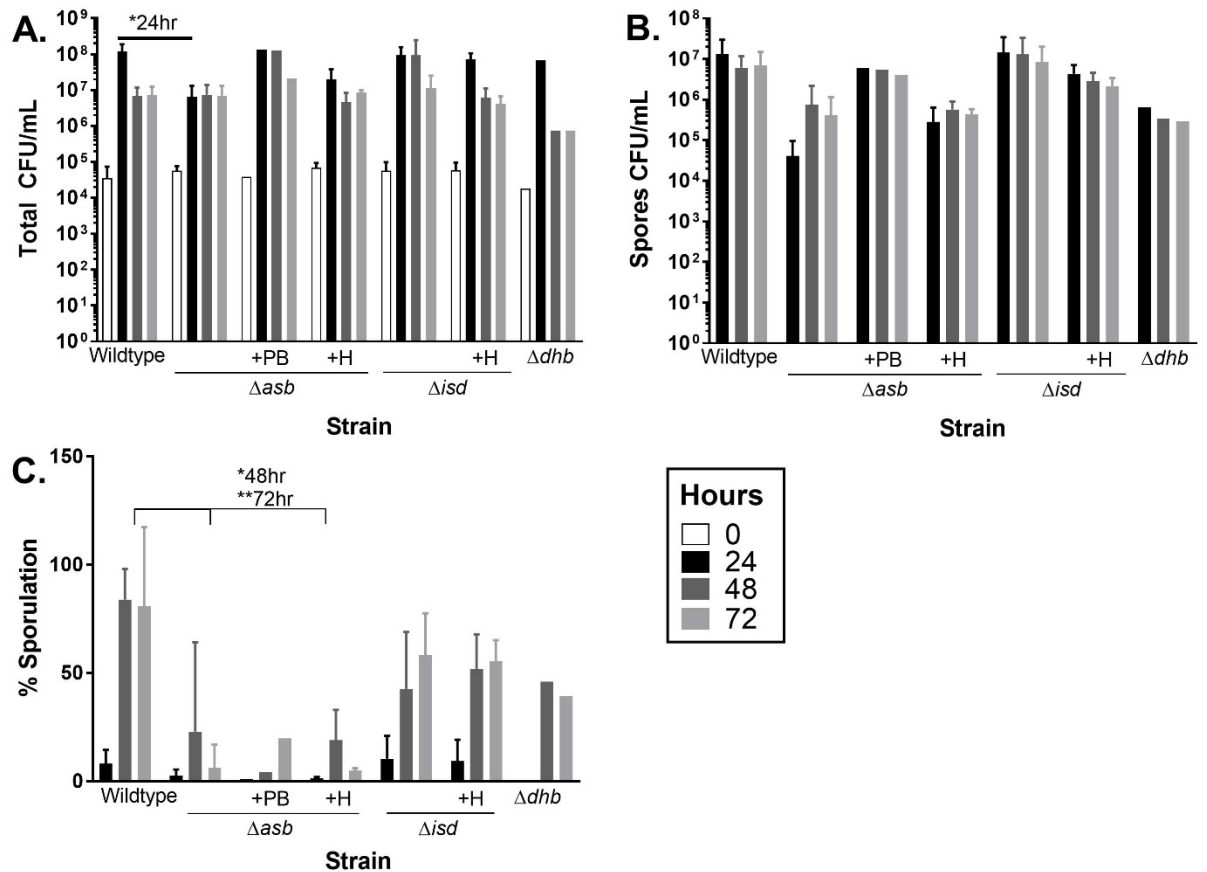 A.
*24hr
Total CFU/mL
10⁹
10⁸
10⁷
10⁶
10⁵
10⁴
10³
10²
10¹
10⁰
Wildtype
+PB
+H
+H
Δdhb
Δasb
Δisd
Strain
B.
Spores CFU/mL
10⁸
10⁷
10⁶
10⁵
10⁴
10³
10²
10¹
10⁰
Wildtype
+PB
+H
+H
Δdhb
Δasb
Δisd
Strain
C.
*48hr
**72hr
% Sporulation
150
100
50
0
Wildtype
+PB
+H
+H
Δdhb
Δasb
Δisd
Strain
Hours
0
24
48
72